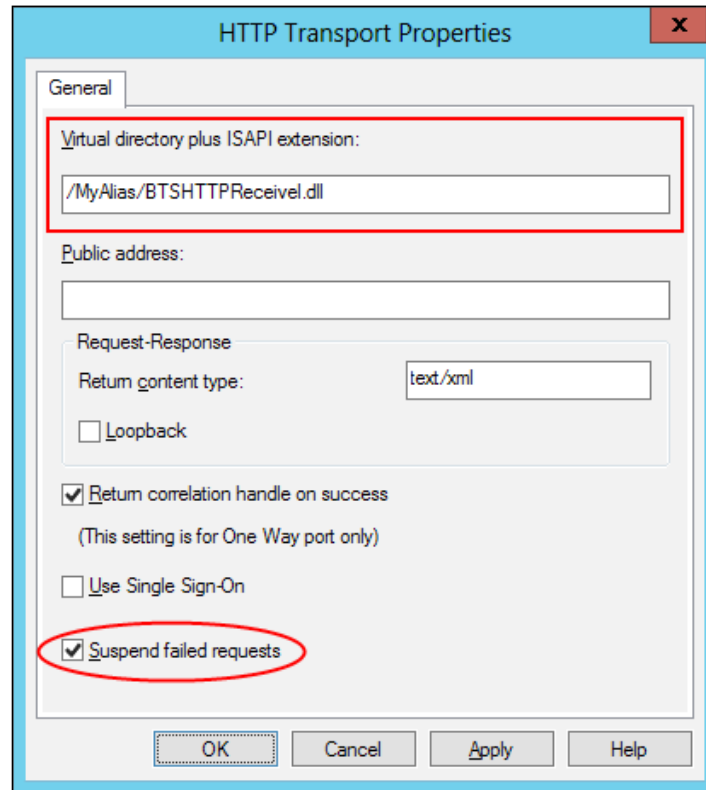 HTTP Transport Properties
x
General
Virtual directory plus ISAPI extension:
/MyAlias/BTSHTTPReceivel.dll
Public address:
Request-Response
Return content type:
text/xml
Loopback
Return correlation handle on success
(This setting is for One Way port only)
Use Single Sign-On
Suspend failed requests
OK
Cancel
Apply
Help